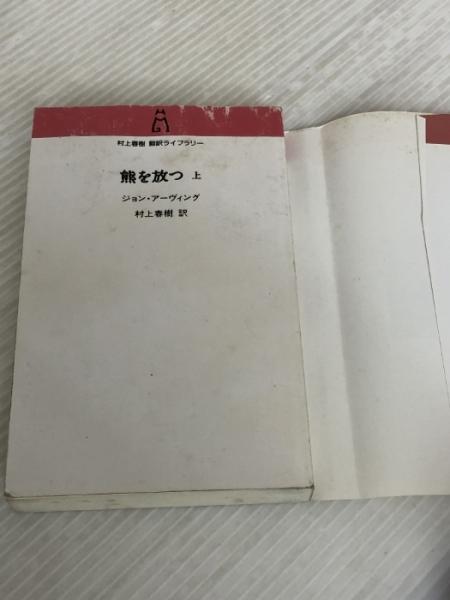 村上春樹 翻訳ライブラリー
熊を放つ 上
ジョン・アーヴィング
村上春樹 訳